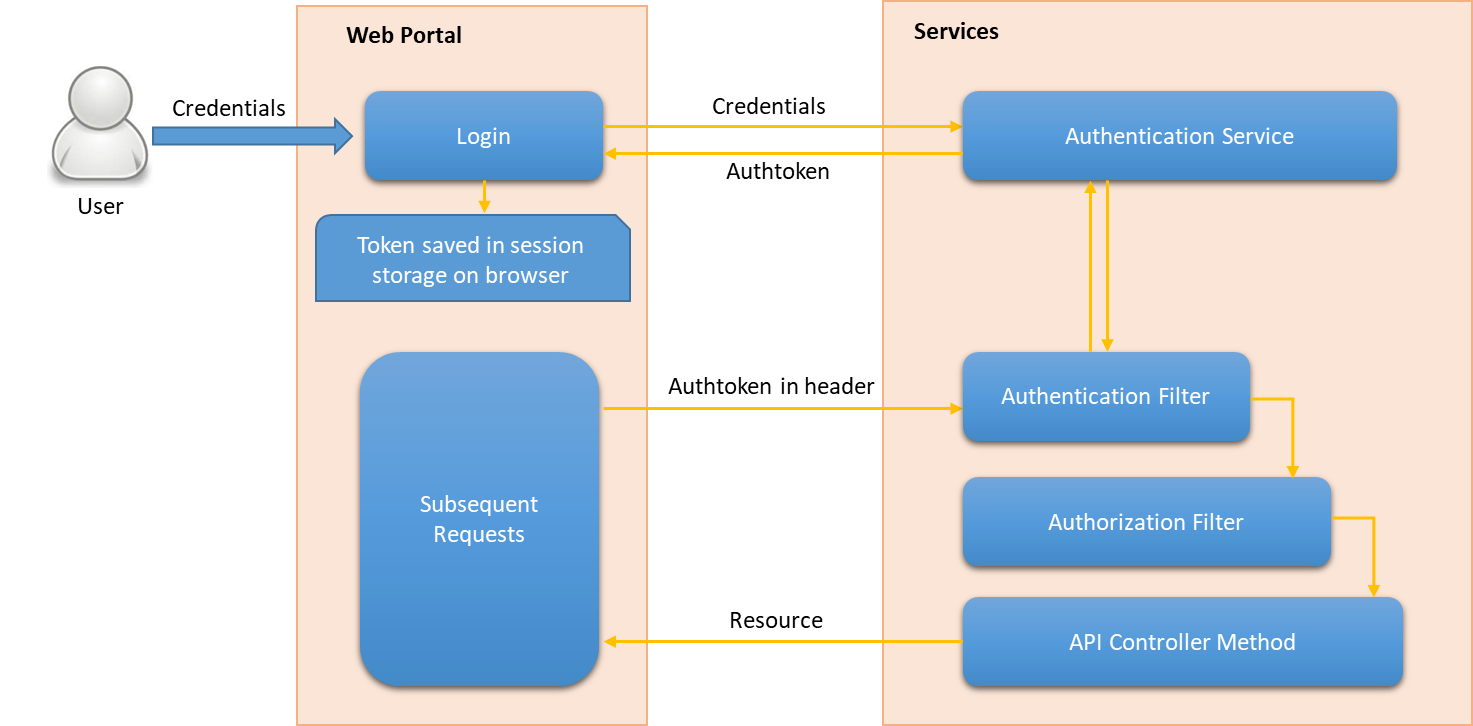 Web Portal
Services
Credentials
Login
Credentials
Authtoken
Authentication Service
User
Token saved in session
storage on browser
Authtoken in header
Authentication Filter
Subsequent
Requests
Authorization Filter
Resource
API Controller Method